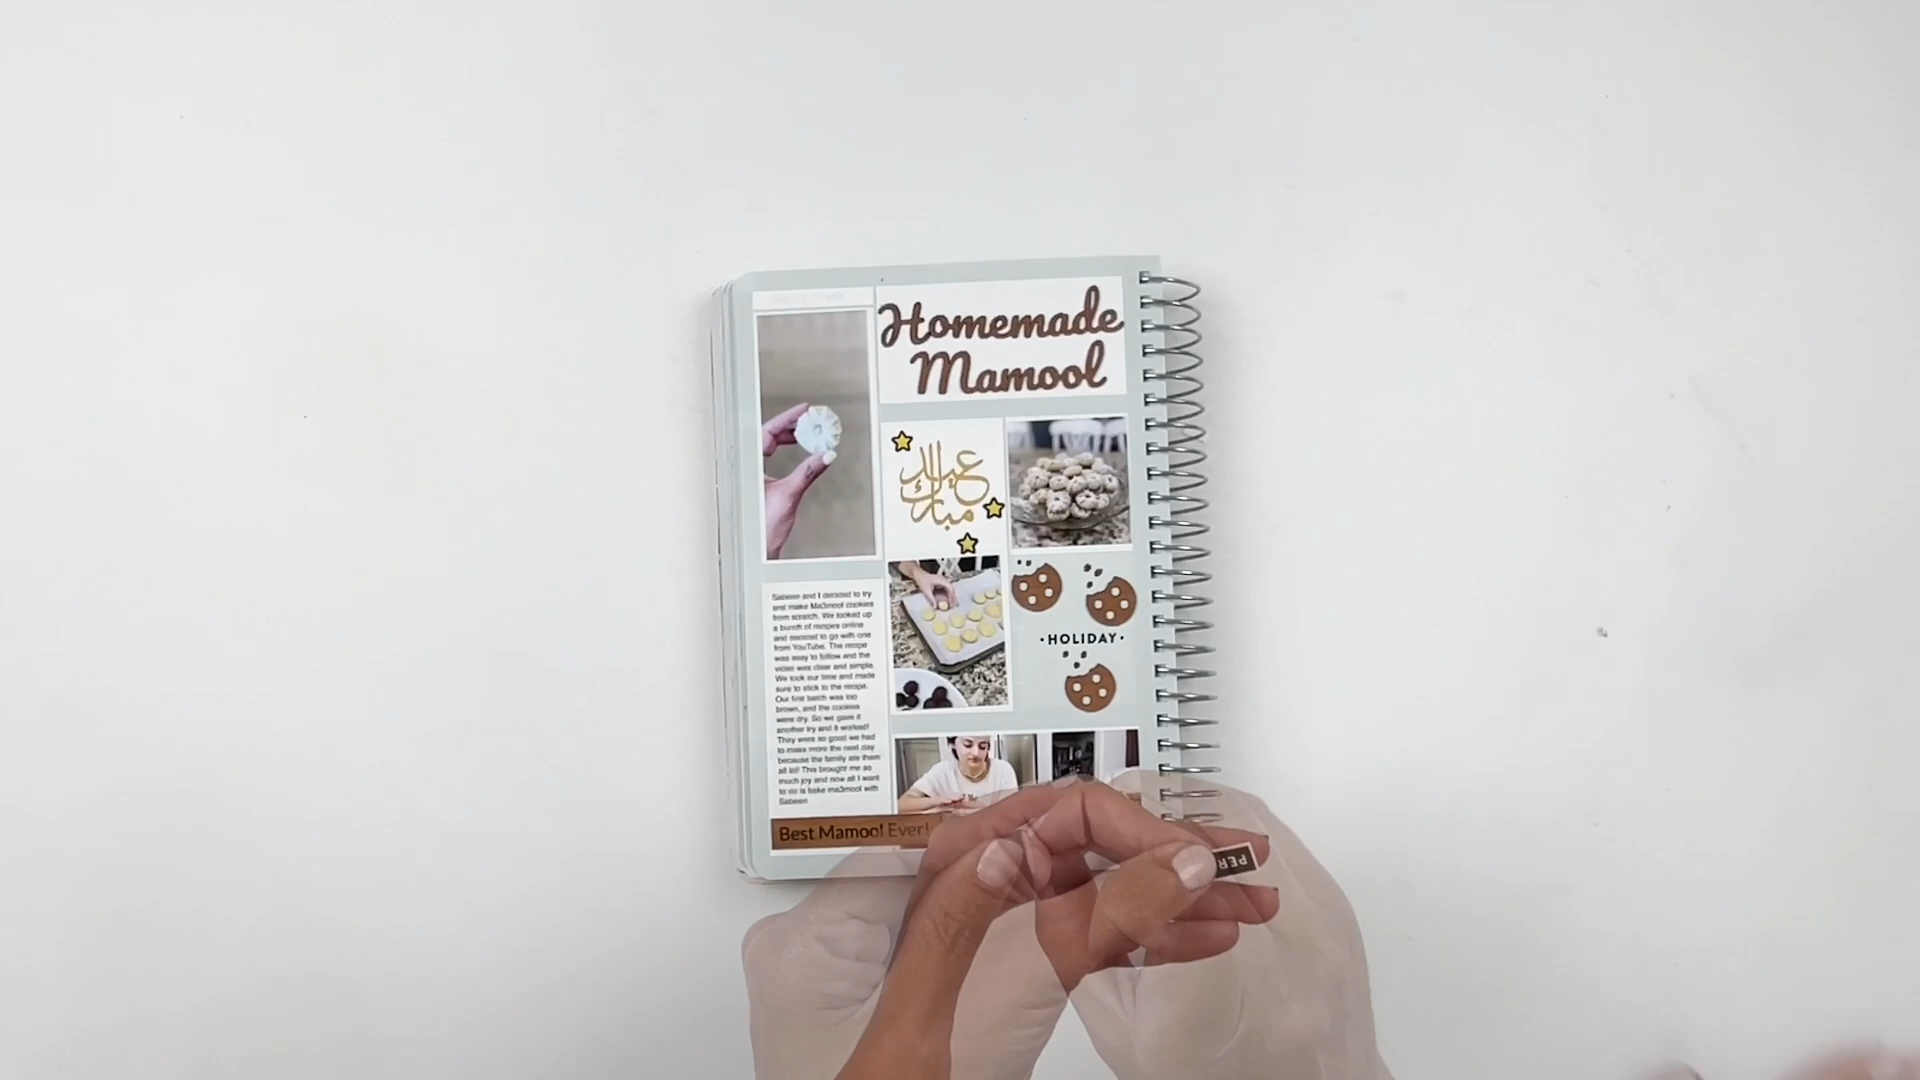 Homemade
Mamool
عيد
مبارك
Sabeen and I decided to try
and make Ma3mool cookies
from scratch. We looked up
a bunch of recipes online
and decided to go with one
from YouTube. The recipe
was easy to follow and the
video was clear and simple.
We took our time and made
sure to stick to the recipe.
Our first batch was too
brown, and the cookies
were dry. So we gave it
another try and it worked!
They were so good we had
to make more the next day
because the family ate them
all lol! This brought me so
much joy and now all I want
to do is bake ma3mool with
Sabeen
·HOLIDAY·
Best Mamool Ever!
PER